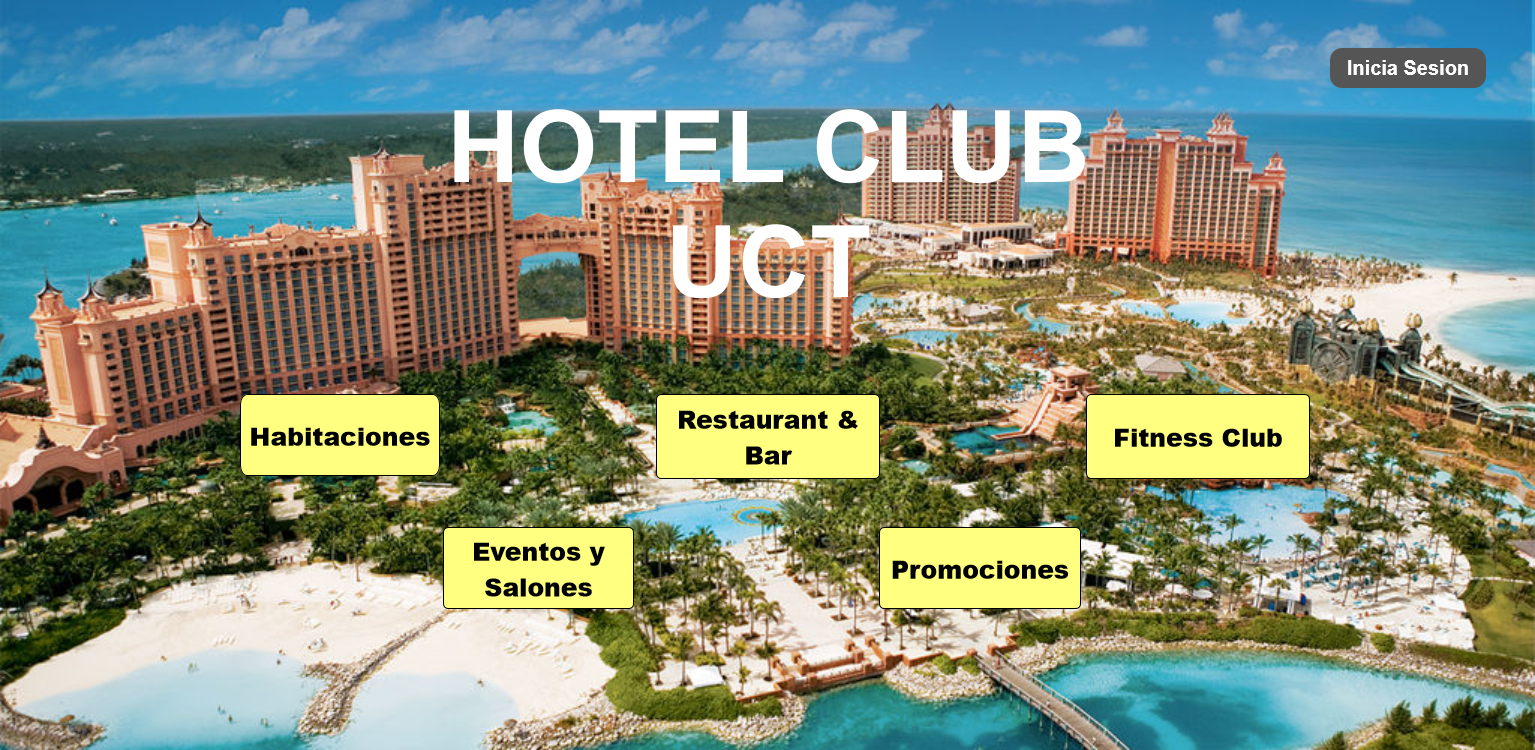 Inicia Sesion
HOTEL CLUB
UCT
Habitaciones
Restaurant &
Bar
Fitness Club
Eventos y
Salones
Promociones